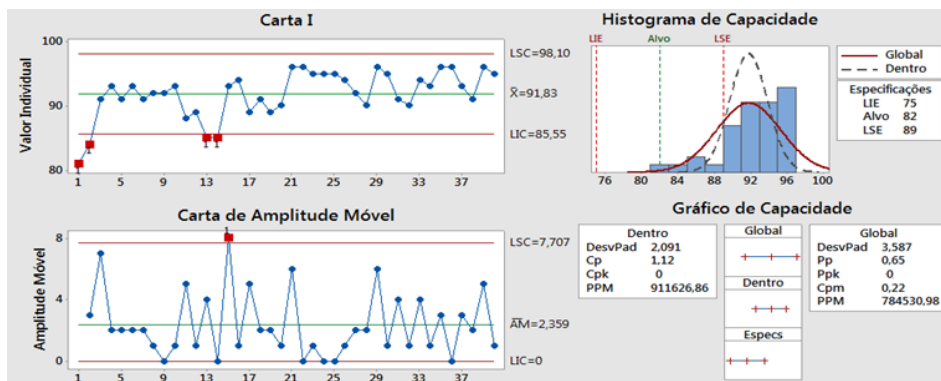 Carta I
Valor Individual
100
90
80
1
1
1
1
LSC=98,10
X=91,83
LIC=85,55
1 5 9 13 17 21 25 29 33 37
Carta de Amplitude Móvel
Amplitude Móvel
8
4
0
1
LSC=7,707
AM=2,359
LIC=0
1 5 9 13 17 21 25 29 33 37
Histograma de Capacidade
LIE Alvo LSE
76 80 84 88 92 96 100
Global
Dentro
Especificações
LIE 75
Alvo 82
LSE 89
Gráfico de Capacidade
Dentro
DesvPad 2,091
Cp 1,12
Cpk 0
PPM 911626,86
Global
Dentro
Especs
Global
DesvPad 3,587
Pp 0,65
Ppk 0
Cpm 0,22
PPM 784530,98